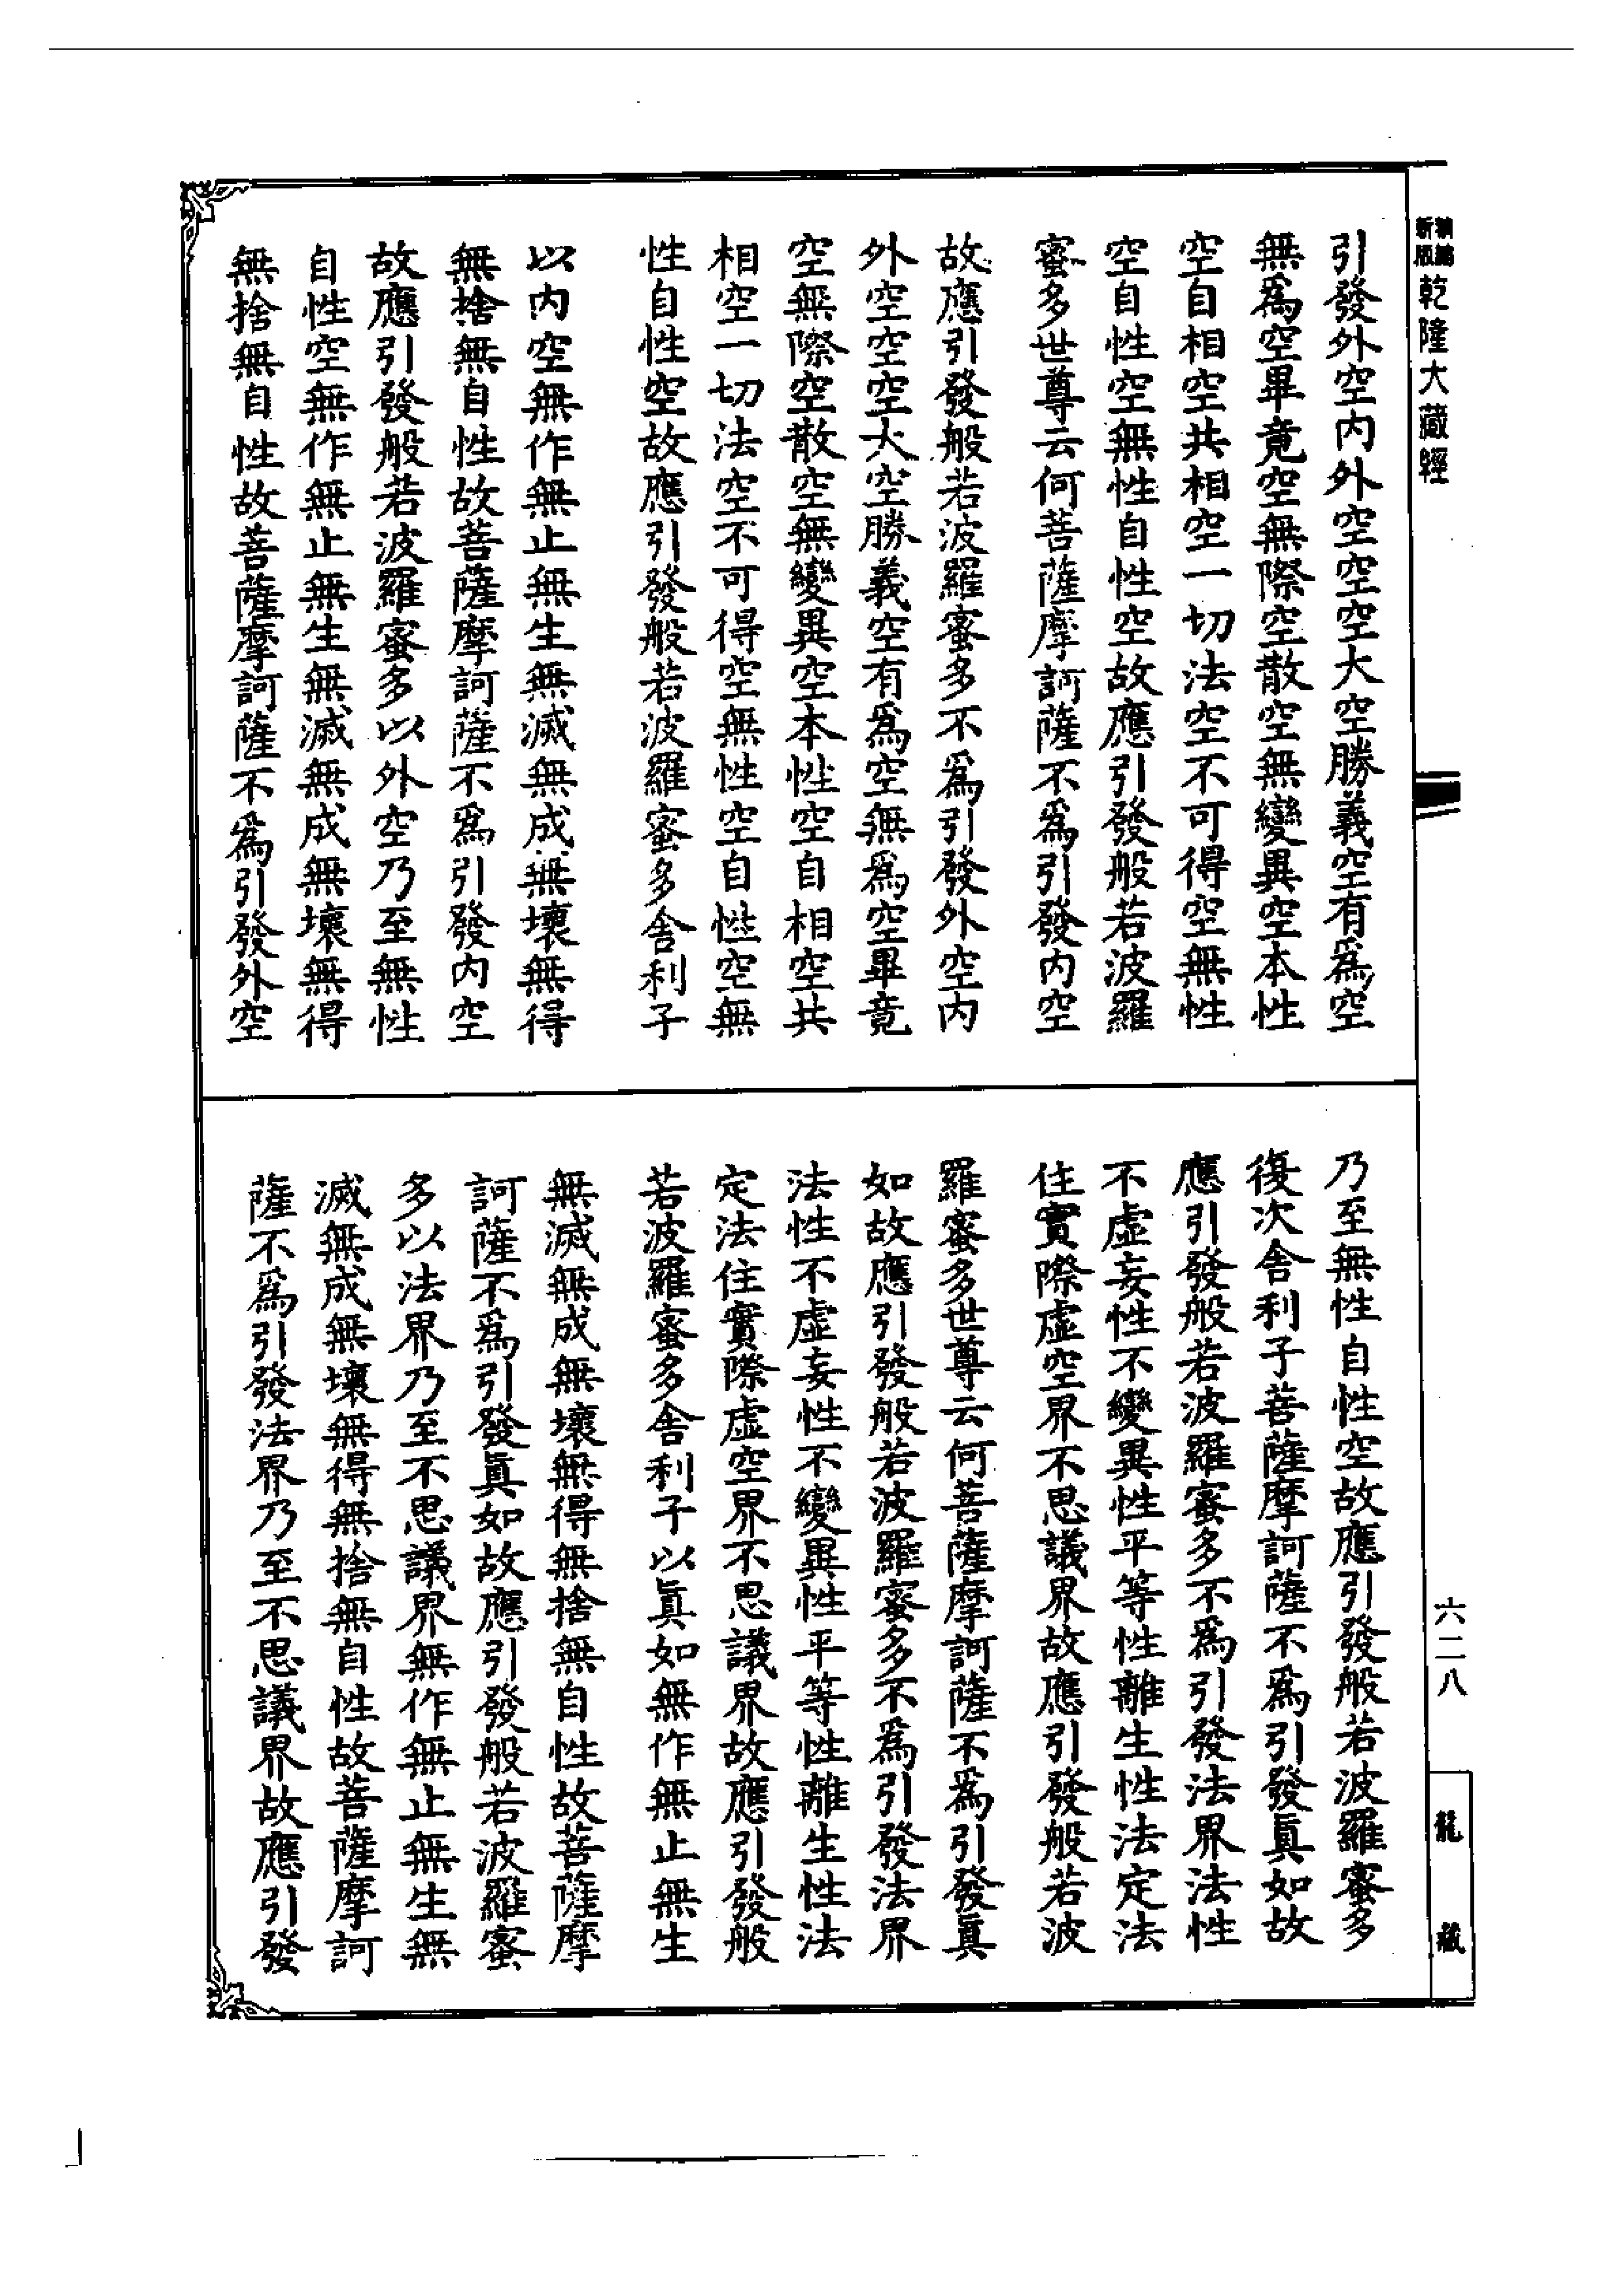 新編
新版
乾隆大藏經
引發外空內外空空空大空勝義空有為空
無為空畢竟空無際空散空無變異空本性
空自相空共相空一切法空不可得空無性
空自性空無性自性空故應引發般若波羅
蜜多世尊云何菩薩摩訶薩不為引發內空
故應引發般若波羅蜜多不為引發外空內
外空空空大空勝義空有為空無為空畢竟
空無際空散空無變異空本性空自相空共
相空一切法空不可得空無性空自性空無
性自性空故應引發般若波羅蜜多舍利子
以內空無作無止無生無滅無成無壞無得
無捨無自性故菩薩摩訶薩不為引發內空
故應引發般若波羅蜜多以外空乃至無性
自性空無作無止無生無滅無成無壞無得
無捨無自性故菩薩摩訶薩不為引發外空
乃至無性自性空故應引發般若波羅蜜多
復次舍利子菩薩摩訶薩不為引發真如故
應引發般若波羅蜜多不為引發法界法性
不虛妄性不變異性平等性離生性法定法
住實際虛空界不思議界故應引發般若波
羅蜜多世尊云何菩薩摩訶薩不為引發真
如故應引發般若波羅蜜多不為引發法界
法性不虛妄性不變異性平等性離生性法
定法住實際虛空界不思議界故應引發般
若波羅蜜多舍利子以真如無作無止無生
無滅無成無壞無得無捨無自性故菩薩摩
訶薩不為引發真如故應引發般若波羅蜜
多以法界乃至不思議界無作無止無生無
滅無成無壞無得無捨無自性故菩薩摩訶
薩不為引發法界乃至不思議界故應引發
六二八
龍藏